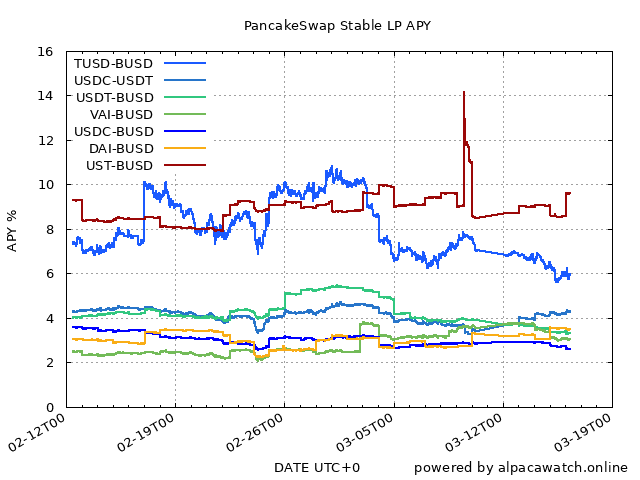 PancakeSwap Stable LP APY
16
14
12
10
8
6
4
2
0
APY %
TUSD-BUSD
USDC-USDT
USDT-BUSD
VAI-BUSD
USDC-BUSD
DAI-BUSD
UST-BUSD
02-12T00
02-19T00
02-26T00
03-05T00
03-12T00
03-19T00
DATE UTC+0
powered by alpacawatch.online